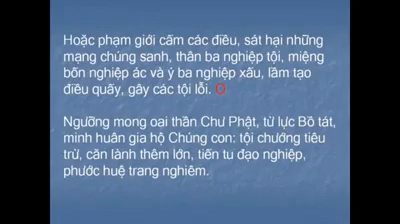 Hoặc phạm giới cấm các điều, sát hại những
mạng chúng sanh, thân ba nghiệp tội, miệng
bốn nghiệp ác và ý ba nghiệp xấu, lầm tạo
điều quấy, gây các tội lỗi. O
Ngưỡng mong oai thần Chư Phật, từ lực Bồ tát,
minh huân gia hộ Chúng con: tội chướng tiêu
trừ, căn lành thêm lớn, tiến tu đạo nghiệp,
phước huệ trang nghiêm.